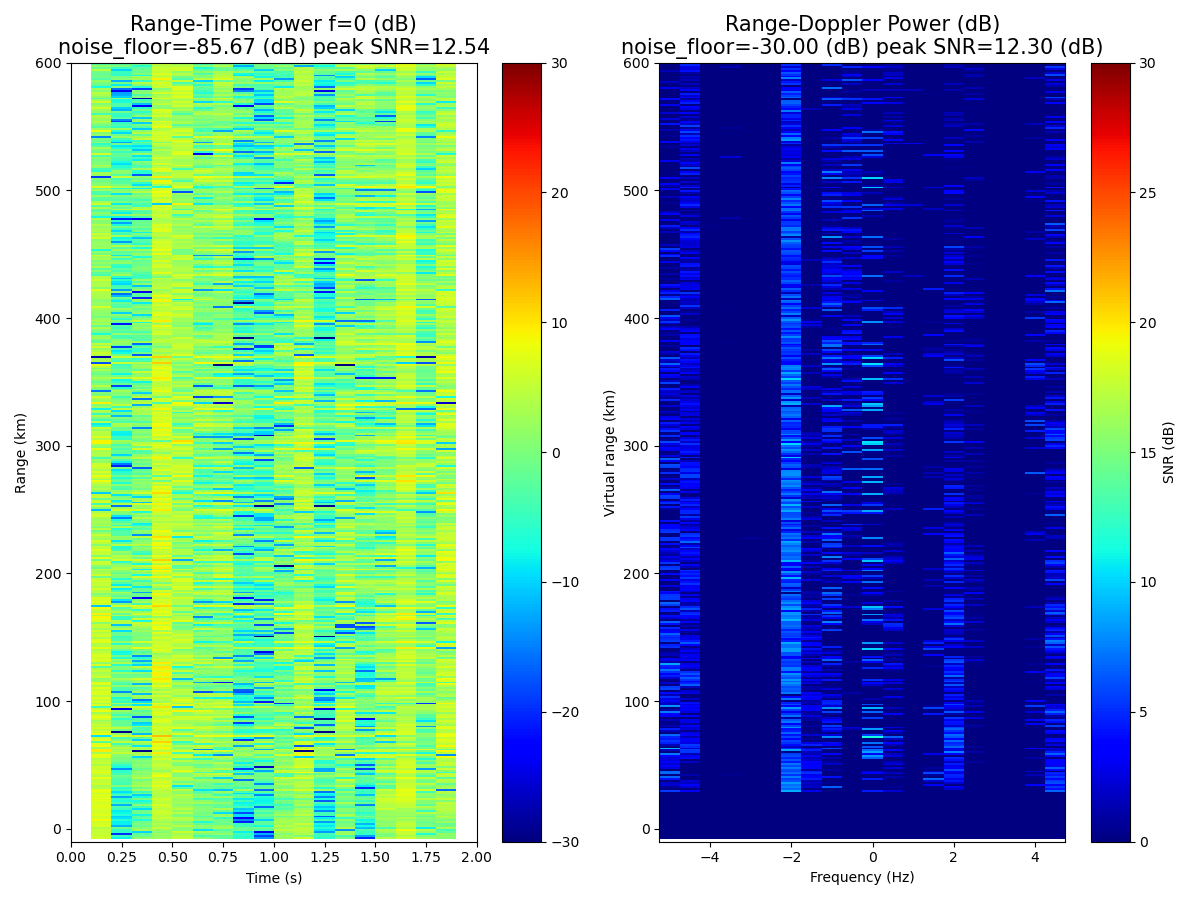 Range-Time Power f=0 (dB)
noise_floor=-85.67 (dB) peak SNR=12.54
600
500
400
300
200
100
0
Range (km)
0.00 0.25 0.50 0.75 1.00 1.25 1.50 1.75 2.00
Time (s)
30
20
10
0
−10
−20
−30
Range-Doppler Power (dB)
noise_floor=-30.00 (dB) peak SNR=12.30 (dB)
600
500
400
300
200
100
0
Virtual range (km)
−4 −2 0 2 4
Frequency (Hz)
30
25
20
15
10
5
0
SNR (dB)